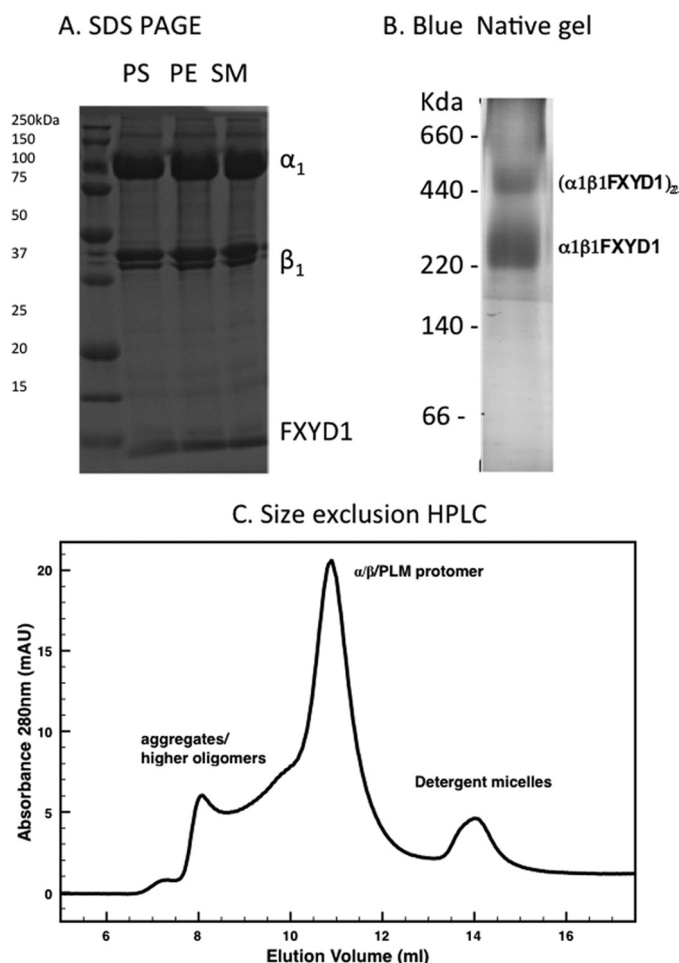 A. SDS PAGE
PS PE SM
250kDa
150
100
75
50
37
25
20
15
α1
β1
FXYD1
B. Blue Native gel
Kda
660 -
440 -
220 -
140 -
66 -
(α1β1FXYD1)2
α1β1FXYD1
C. Size exclusion HPLC
Absorbance 280nm (mAU)
20
15
10
5
0
α/β/PLM protomer
aggregates/
higher oligomers
Detergent micelles
6 8 10 12 14 16
Elution Volume (ml)